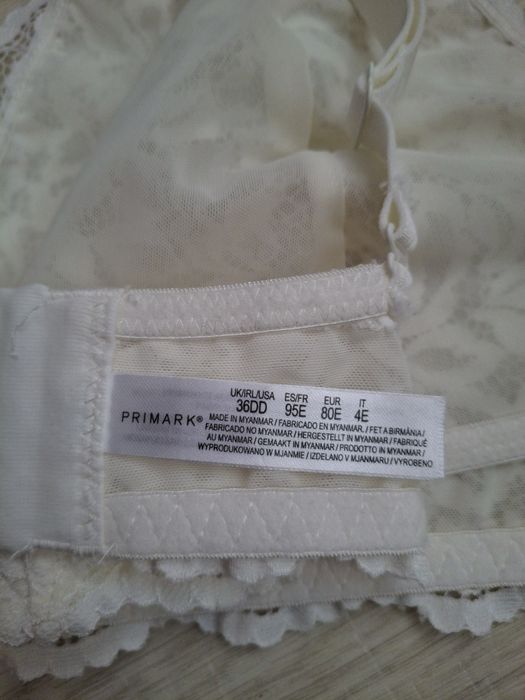 UK/IRL/USA ES/FR EUR IT
36DD 95E 80E 4E
PRIMARK®
MADE IN MYANMAR / FABRICADO EN MYANMAR. / FET A BIRMÂNIA/
FABRICADO NO MYANMAR / HERGESTELLT IN MYANMAR / FABRIQUÉ
AU MYANMAR / GEMAAKT IN MYANMAR / PRODOTTO IN MYANMAR /
WYPRODUKOWANO W MJANMIE / IZDELANO V MJANMARU / VYROBENO